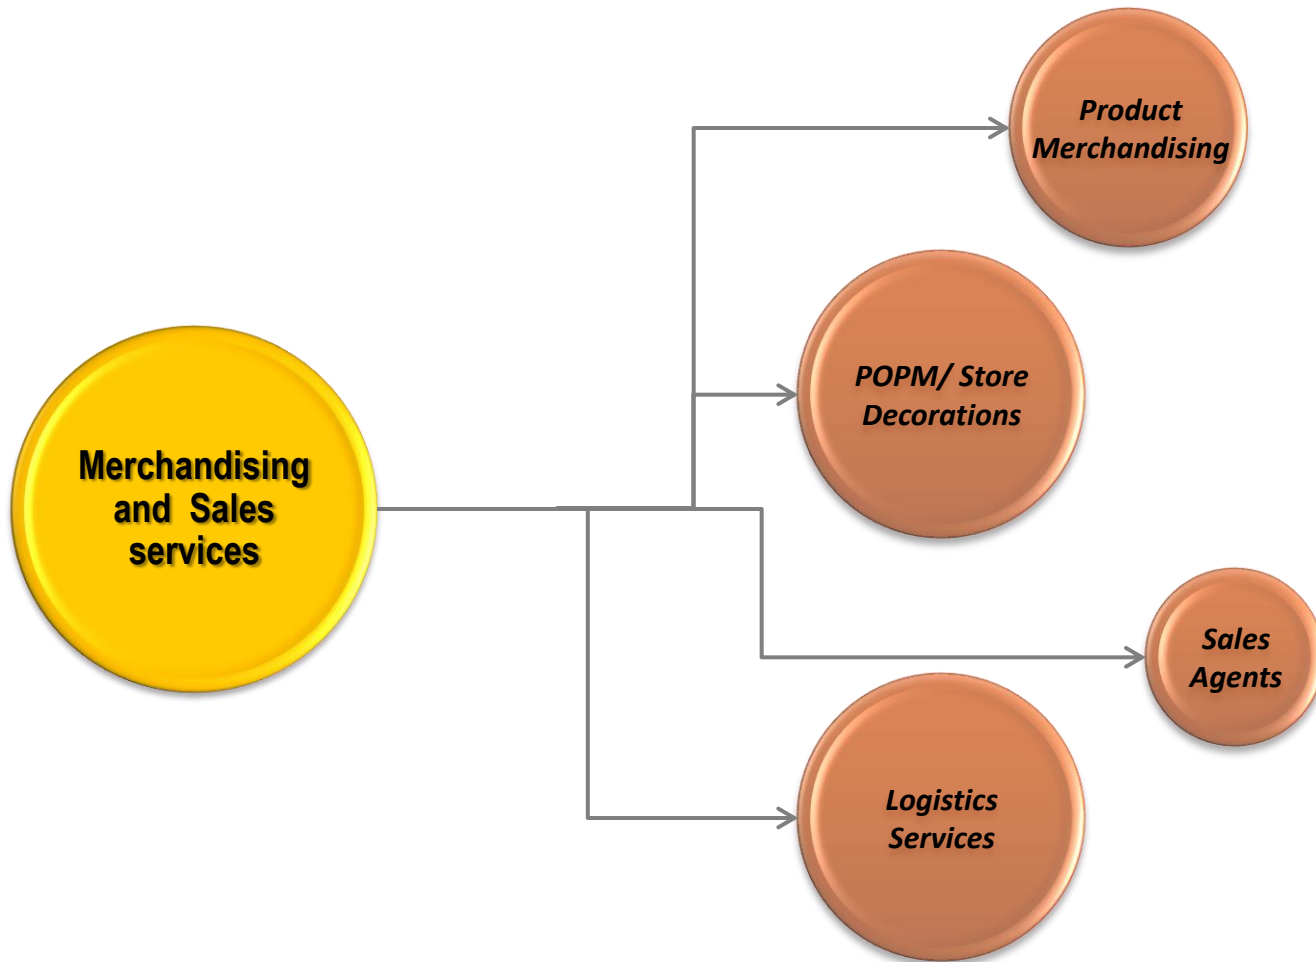 Product
Merchandising
POPM/ Store
Decorations
Merchandising
and  Sales
services
Sales
Agents
Logistics
Services